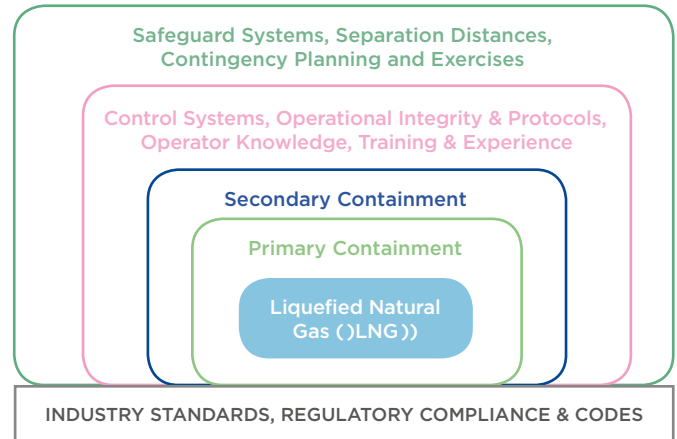 Safeguard Systems, Separation Distances,
Contingency Planning and Exercises
Control Systems, Operational Integrity & Protocols,
Operator Knowledge, Training & Experience
Secondary Containment
Primary Containment
Liquefied Natural
Gas ()LNG))
INDUSTRY STANDARDS, REGULATORY COMPLIANCE & CODES